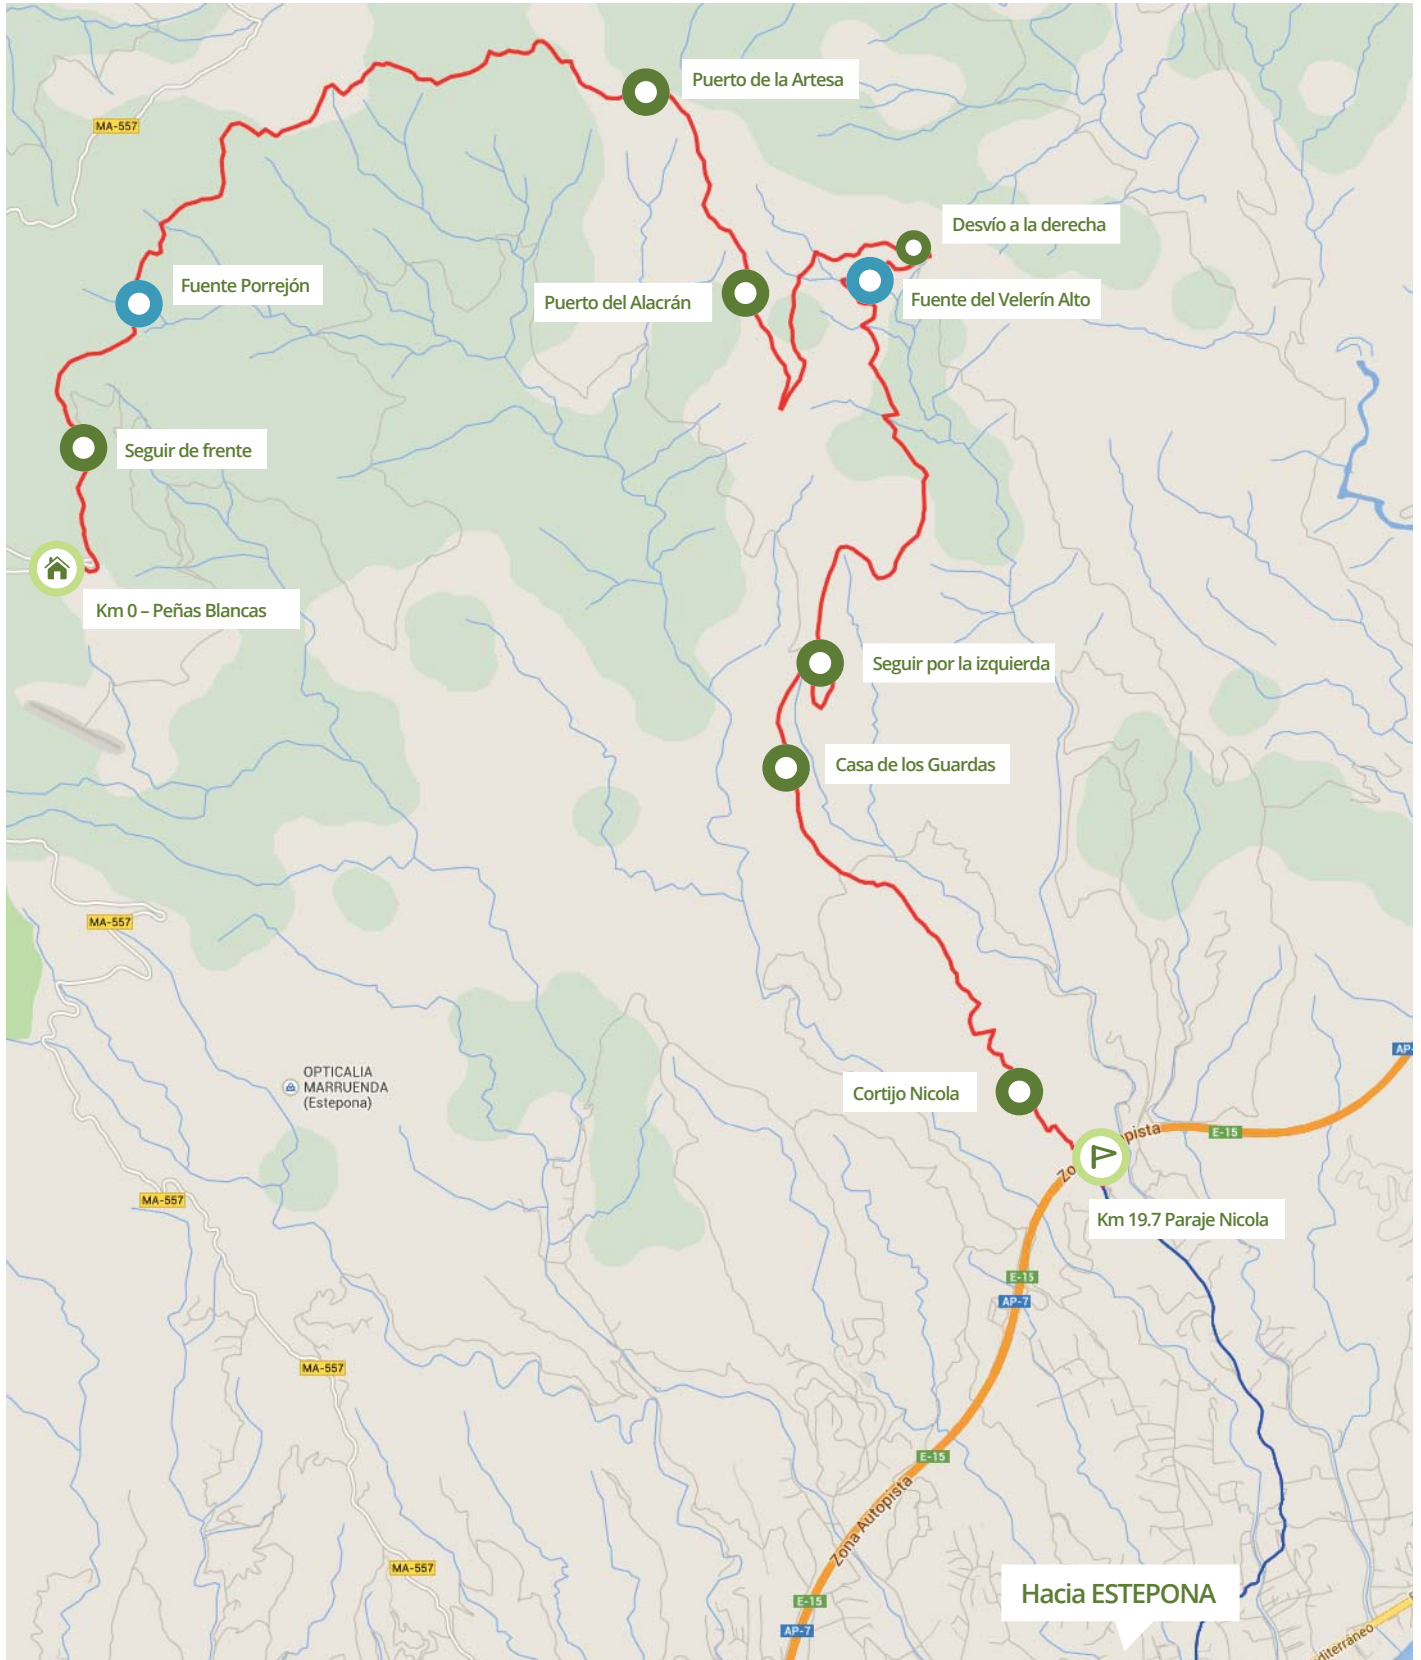 Puerto de la Artesa
MA-557
Desvío a la derecha
Fuente Porrejón
Puerto del Alacrán
Fuente del Velerín Alto
Seguir de frente
Km 0 – Peñas Blancas
Seguir por la izquierda
Casa de los Guardas
MA-557
AP-
OPTICALIA
MARRUENDA
(Estepona)
Cortijo Nicola
E-15
MA-557
Km 19.7 Paraje Nicola
E-15
AP-7
MA-557
E-15
Zona Autopista
MA-557
Hacia ESTEPONA
E-15
AP-7